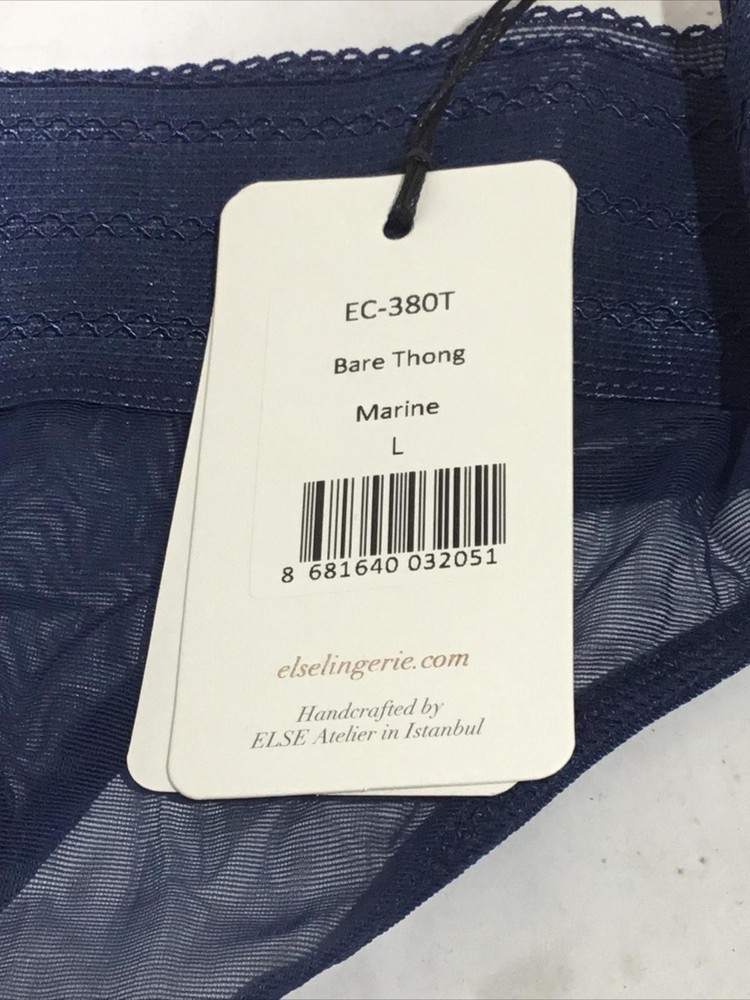 EC-380T
Bare Thong
Marine
L
8 681640 032051
elselingerie.com
Handcrafted by
ELSE Atelier in Istanbul